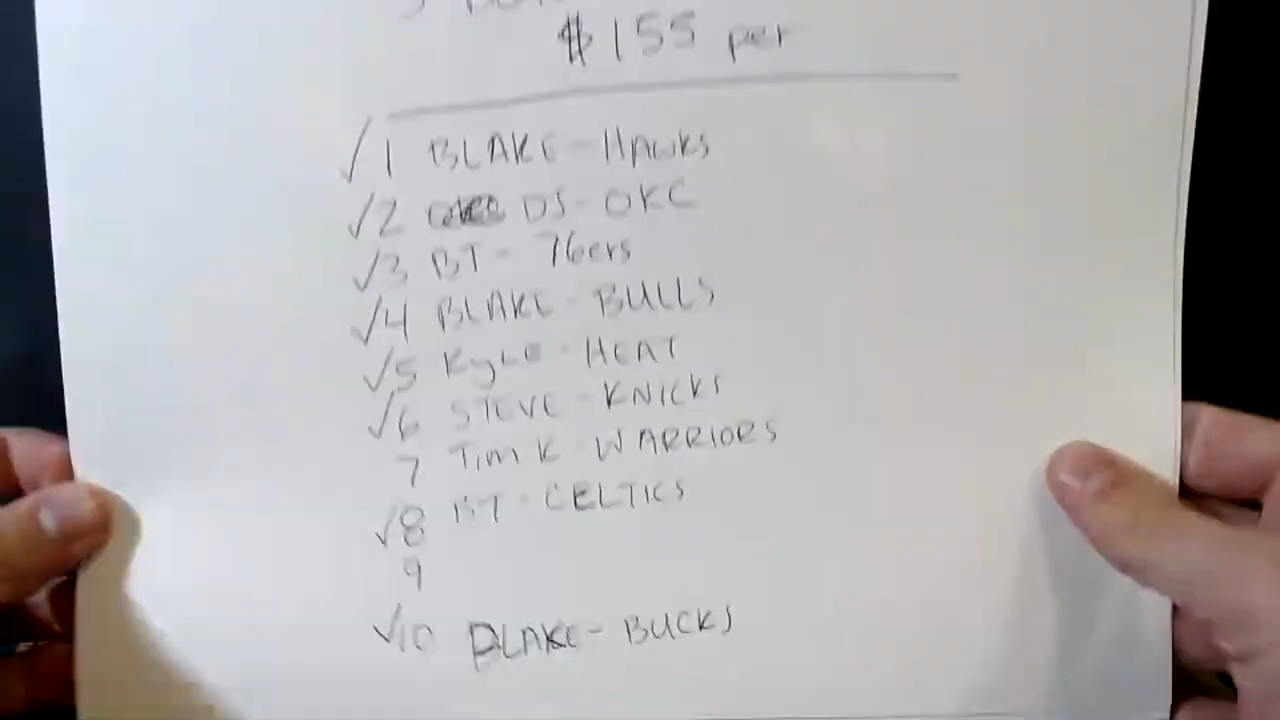 $155 per
√1 BLAKE - HAWKS
√2 DS - OKC
√3 BT - 76ers
√4 BLAKE - BULLS
√5 KYLE - HEAT
√6 STEVE - KNICKS
7 TIM K - WARRIORS
√8 BT - CELTICS
9
√10 BLAKE - BUCKS